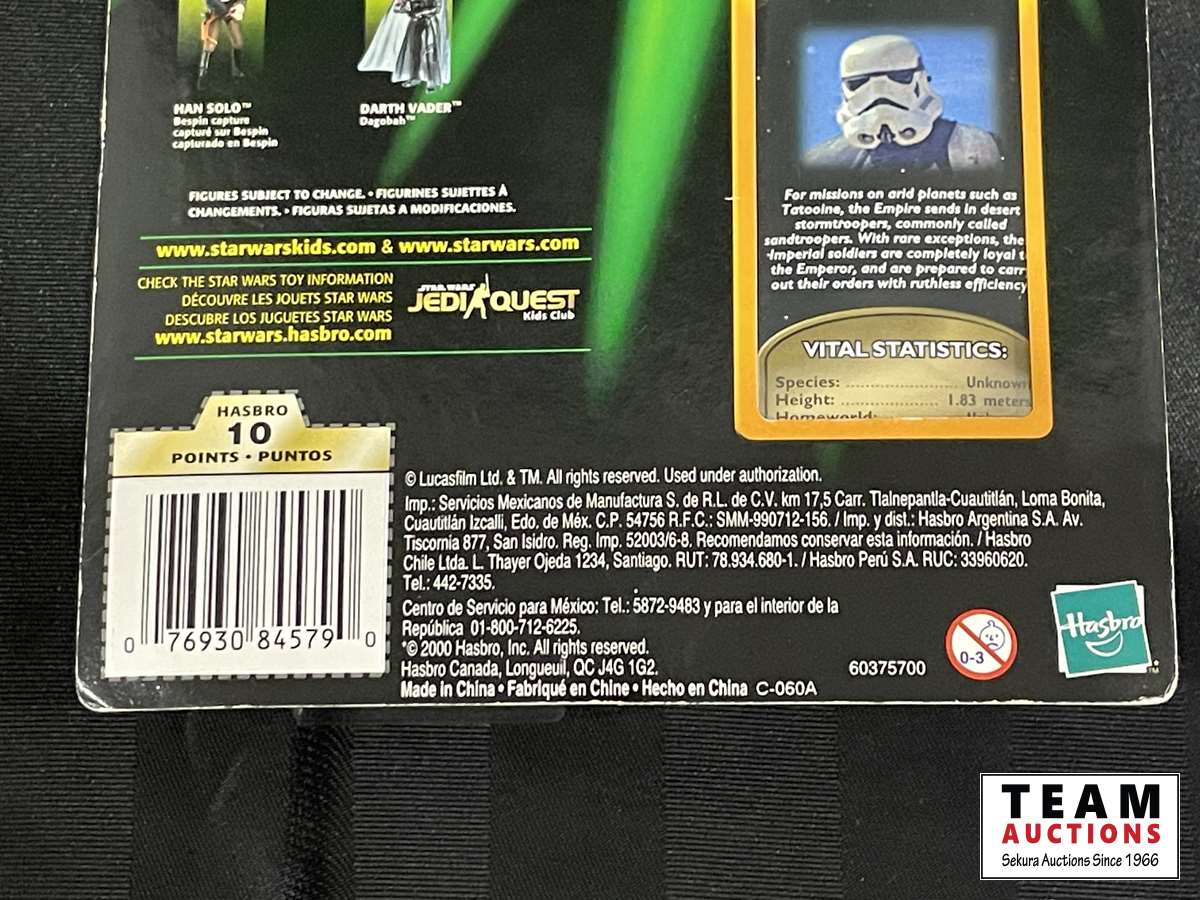 HAN SOLO™
Bespin capture
capturé sur Bespin
capturado en Bespin
DARTH VADER™
Dagobah™
FIGURES SUBJECT TO CHANGE. • FIGURINES SUJETTES À
CHANGEMENTS. • FIGURAS SUJETAS A MODIFICACIONES.
www.starwarskids.com & www.starwars.com
CHECK THE STAR WARS TOY INFORMATION
DÉCOUVRE LES JOUETS STAR WARS
DESCUBRE LOS JUGUETES STAR WARS
www.starwars.hasbro.com
STAR WARS
JEDI QUEST
Kids Club
For missions on arid planets such as
Tatooine, the Empire sends in desert
stormtroopers, commonly called
sandtroopers. With rare exceptions, the
Imperial soldiers are completely loyal t
the Emperor, and are prepared to carr
out their orders with ruthless efficiency
VITAL STATISTICS:
Species: .................... Unknown
Height: .................. 1.83 meters
Homeworld:
HASBRO
10
POINTS • PUNTOS
0 76930 84579 0
© Lucasfilm Ltd. & TM. All rights reserved. Used under authorization.
Imp.: Servicios Mexicanos de Manufactura S. de R.L. de C.V. km 17,5 Carr. Tlalnepantla-Cuautitlán, Loma Bonita,
Cuautitlán Izcalli, Edo. de Méx. C.P. 54756 R.F.C.: SMM-990712-156. / Imp. y dist.: Hasbro Argentina S.A. Av.
Tiscornia 877, San Isidro. Reg. Imp. 52003/6-8. Recomendamos conservar esta información. / Hasbro
Chile Ltda. L. Thayer Ojeda 1234, Santiago. RUT: 78.934.680-1. / Hasbro Perú S.A. RUC: 33960620.
Tel.: 442-7335.
Centro de Servicio para México: Tel.: 5872-9483 y para el interior de la
República 01-800-712-6225.
*© 2000 Hasbro, Inc. All rights reserved.
Hasbro Canada, Longueuil, QC J4G 1G2.
Made in China • Fabriqué en Chine • Hecho en China C-060A
60375700
0-3
Hasbro
™*
TEAM
AUCTIONS
Sekura Auctions Since 1966